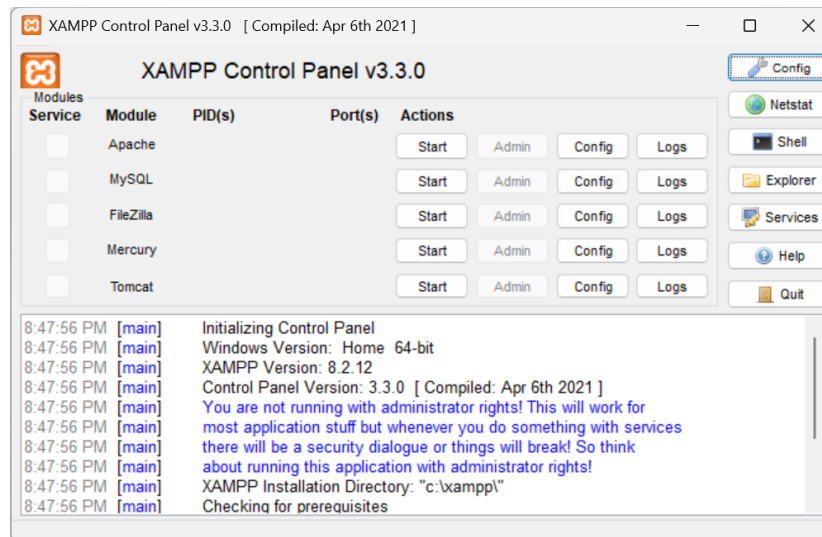 XAMPP Control Panel v3.3.0 [ Compiled: Apr 6th 2021 ]
XAMPP Control Panel v3.3.0
Config
Modules
Service Module PID(s) Port(s) Actions
Netstat
Apache Start Admin Config Logs
Shell
MySQL Start Admin Config Logs
Explorer
FileZilla Start Admin Config Logs
Services
Mercury Start Admin Config Logs
Help
Tomcat Start Admin Config Logs
Quit
8:47:56 PM [main] Initializing Control Panel
8:47:56 PM [main] Windows Version: Home 64-bit
8:47:56 PM [main] XAMPP Version: 8.2.12
8:47:56 PM [main] Control Panel Version: 3.3.0 [ Compiled: Apr 6th 2021 ]
8:47:56 PM [main] You are not running with administrator rights! This will work for
8:47:56 PM [main] most application stuff but whenever you do something with services
8:47:56 PM [main] there will be a security dialogue or things will break! So think
8:47:56 PM [main] about running this application with administrator rights!
8:47:56 PM [main] XAMPP Installation Directory: "c:\xampp\"
8:47:56 PM [main] Checking for prerequisites